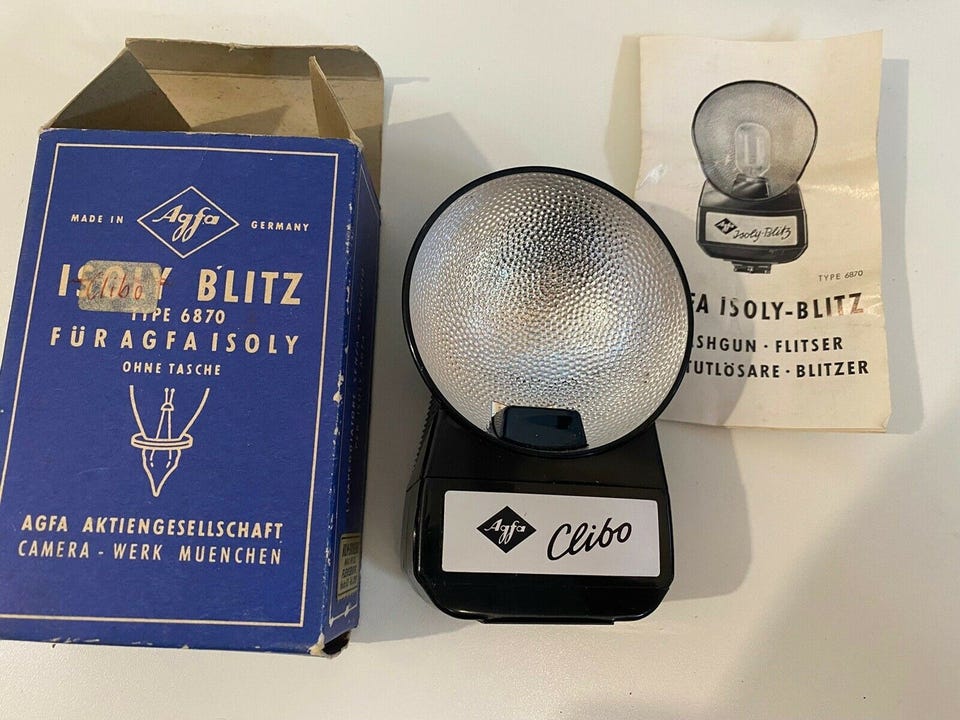 MADE IN Agfa GERMANY
ISOLY BLITZ
Clibo
TYPE 6870
FÜR AGFA ISOLY
OHNE TASCHE
AGFA AKTIENGESELLSCHAFT
CAMERA - WERK MUENCHEN
Agfa Clibo
Isoly-Blitz
TYPE 6870
FA ISOLY-BLITZ
SHGUN · FLITSER
TUTLÖSARE · BLITZER